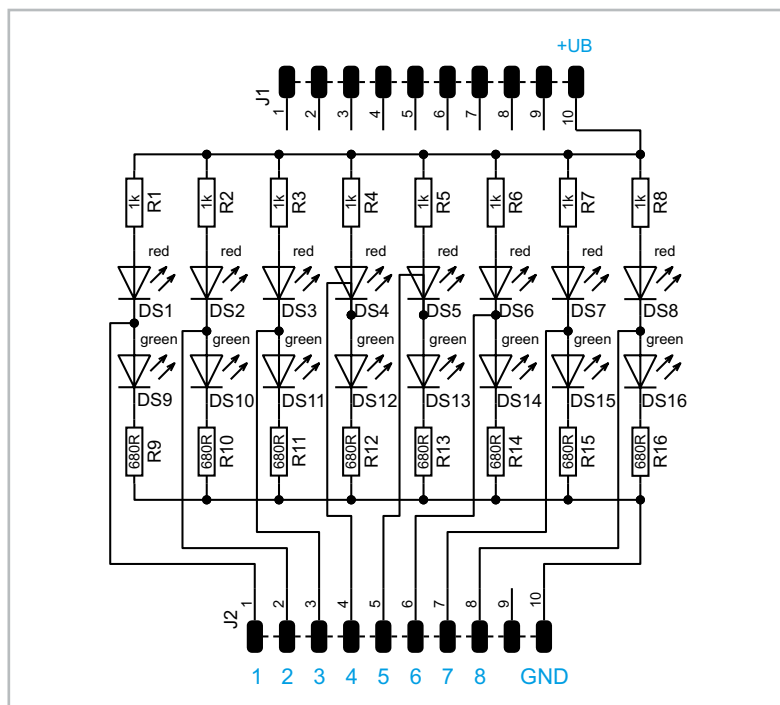 +UB
J1
1 2 3 4 5 6 7 8 9 10
1k R1 1k R2 1k R3 1k R4 1k R5 1k R6 1k R7 1k R8
red red red red red red red red
DS1 DS2 DS3 DS4 DS5 DS6 DS7 DS8
green green green green green green green green
DS9 DS10 DS11 DS12 DS13 DS14 DS15 DS16
680R R9 680R R10 680R R11 680R R12 680R R13 680R R14 680R R15 680R R16
J2
1 2 3 4 5 6 7 8 9 10
1 2 3 4 5 6 7 8 GND